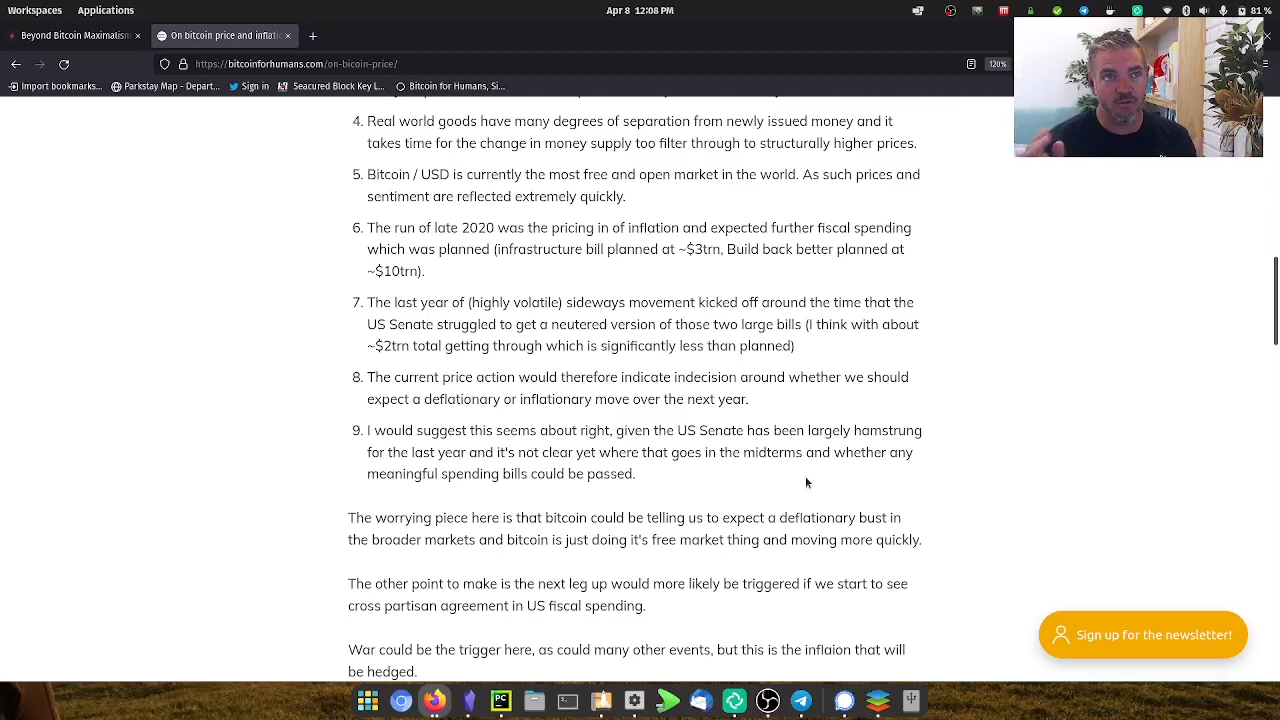 Workspaces Applications Apr 8 12:08 PM 81 %
Beyond Bitcoin Maximalism On bitcoin price and inflati
https://bitcoinforhumans.com/on-bicoin-price/ 120%
Import bookmarks... Parkstay Map - Depart... Sign in Seacured Block Key L... Bitcoin for Humans, Si...
4. Real world goods have many degrees of separation from newly issued money and it
takes time for the change in money supply too filter through to structurally higher prices.
5. Bitcoin / USD is currently the most free and open market in the world. As such prices and
sentiment are reflected extremely quickly.
6. The run of late 2020 was the pricing in of inflation and expected further fiscal spending
which was planned (infrastructure bill planned at ~$3trn, Build back better planned at
~$10trn).
7. The last year of (highly volatile) sideways movement kicked off around the time that the
US Senate struggled to get a neutered version of those two large bills (I think with about
~$2trn total getting through which is significantly less than planned)
8. The current price action would therefore indicate indecision around whether we should
expect a deflationary or inflationary move over the next year.
9. I would suggest this seems about right, given the US Senate has been largely hamstrung
for the last year and it's not clear yet where that goes in the midterms and whether any
meaningful spending bills could be passed.
The worrying piece here is that bitcoin could be telling us to expect a deflationary bust in
the broader markets and bitcoin is just doing it's free market thing and moving more quickly.
The other point to make is the next leg up would more likely be triggered if we start to see
cross partisan agreement in US fiscal spending.
Sign up for the newsletter!
War could be the trigger here, as could many other events, but this is the inflaion that will
be hedged.